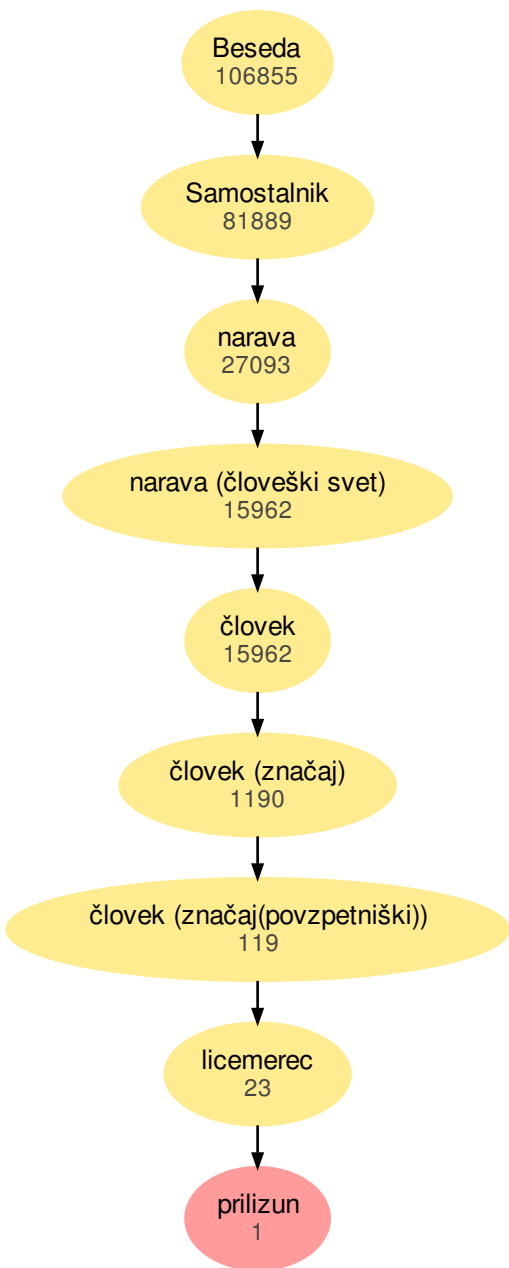 Beseda
106855
Samostalnik
81889
narava
27093
narava (človeški svet)
15962
človek
15962
človek (značaj)
1190
človek (značaj(povzpetniški))
119
licemerec
23
prilizun
1